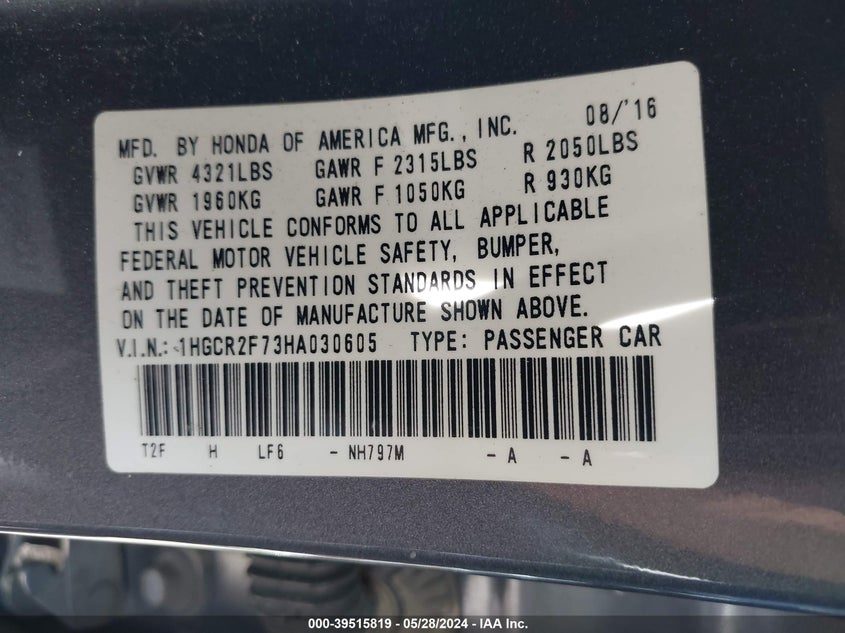 MFD. BY HONDA OF AMERICA MFG., INC. 08/'16
GVWR 4321LBS GAWR F 2315LBS R 2050LBS
GVWR 1960KG GAWR F 1050KG R 930KG
THIS VEHICLE CONFORMS TO ALL APPLICABLE
FEDERAL MOTOR VEHICLE SAFETY, BUMPER,
AND THEFT PREVENTION STANDARDS IN EFFECT
ON THE DATE OF MANUFACTURE SHOWN ABOVE.
V.I.N.: 1HGCR2F73HA030605 TYPE: PASSENGER CAR
T2F H LF6 - NH797M - A - A
000-39515819 - 05/28/2024 - IAA Inc.